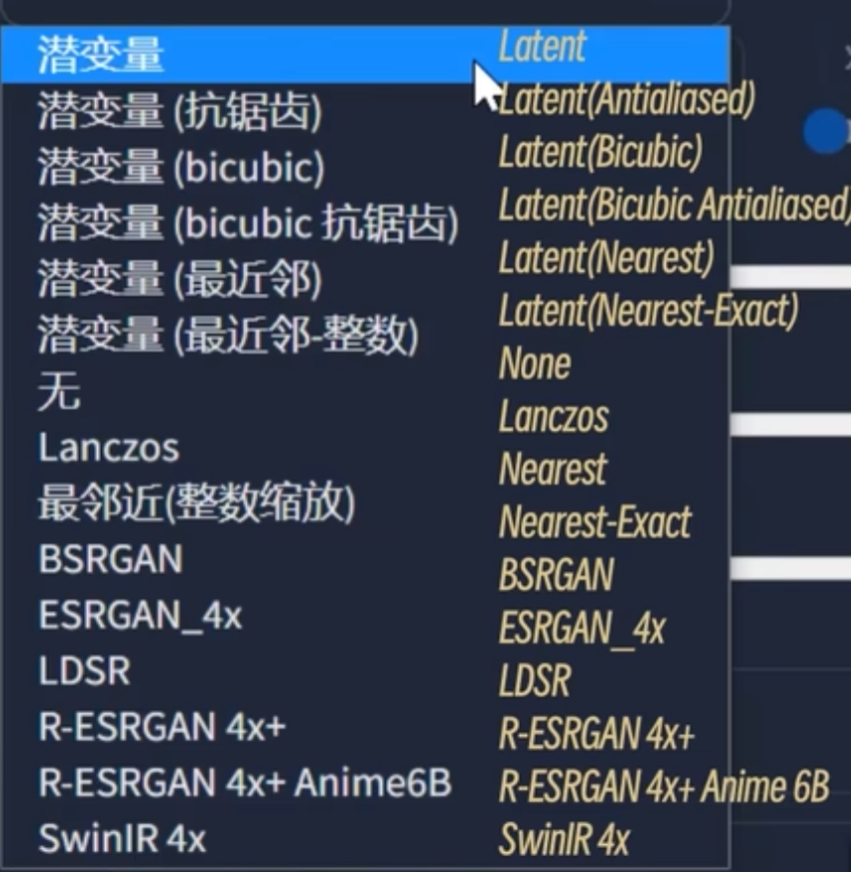 潜变量
潜变量 (抗锯齿)
潜变量 (bicubic)
潜变量 (bicubic 抗锯齿)
潜变量 (最近邻)
潜变量 (最近邻-整数)
无
Lanczos
最邻近(整数缩放)
BSRGAN
ESRGAN_4x
LDSR
R-ESRGAN 4x+
R-ESRGAN 4x+ Anime6B
SwinIR 4x
Latent
Latent(Antialiased)
Latent(Bicubic)
Latent(Bicubic Antialiased)
Latent(Nearest)
Latent(Nearest-Exact)
None
Lanczos
Nearest
Nearest-Exact
BSRGAN
ESRGAN_4x
LDSR
R-ESRGAN 4x+
R-ESRGAN 4x+ Anime 6B
SwinIR 4x